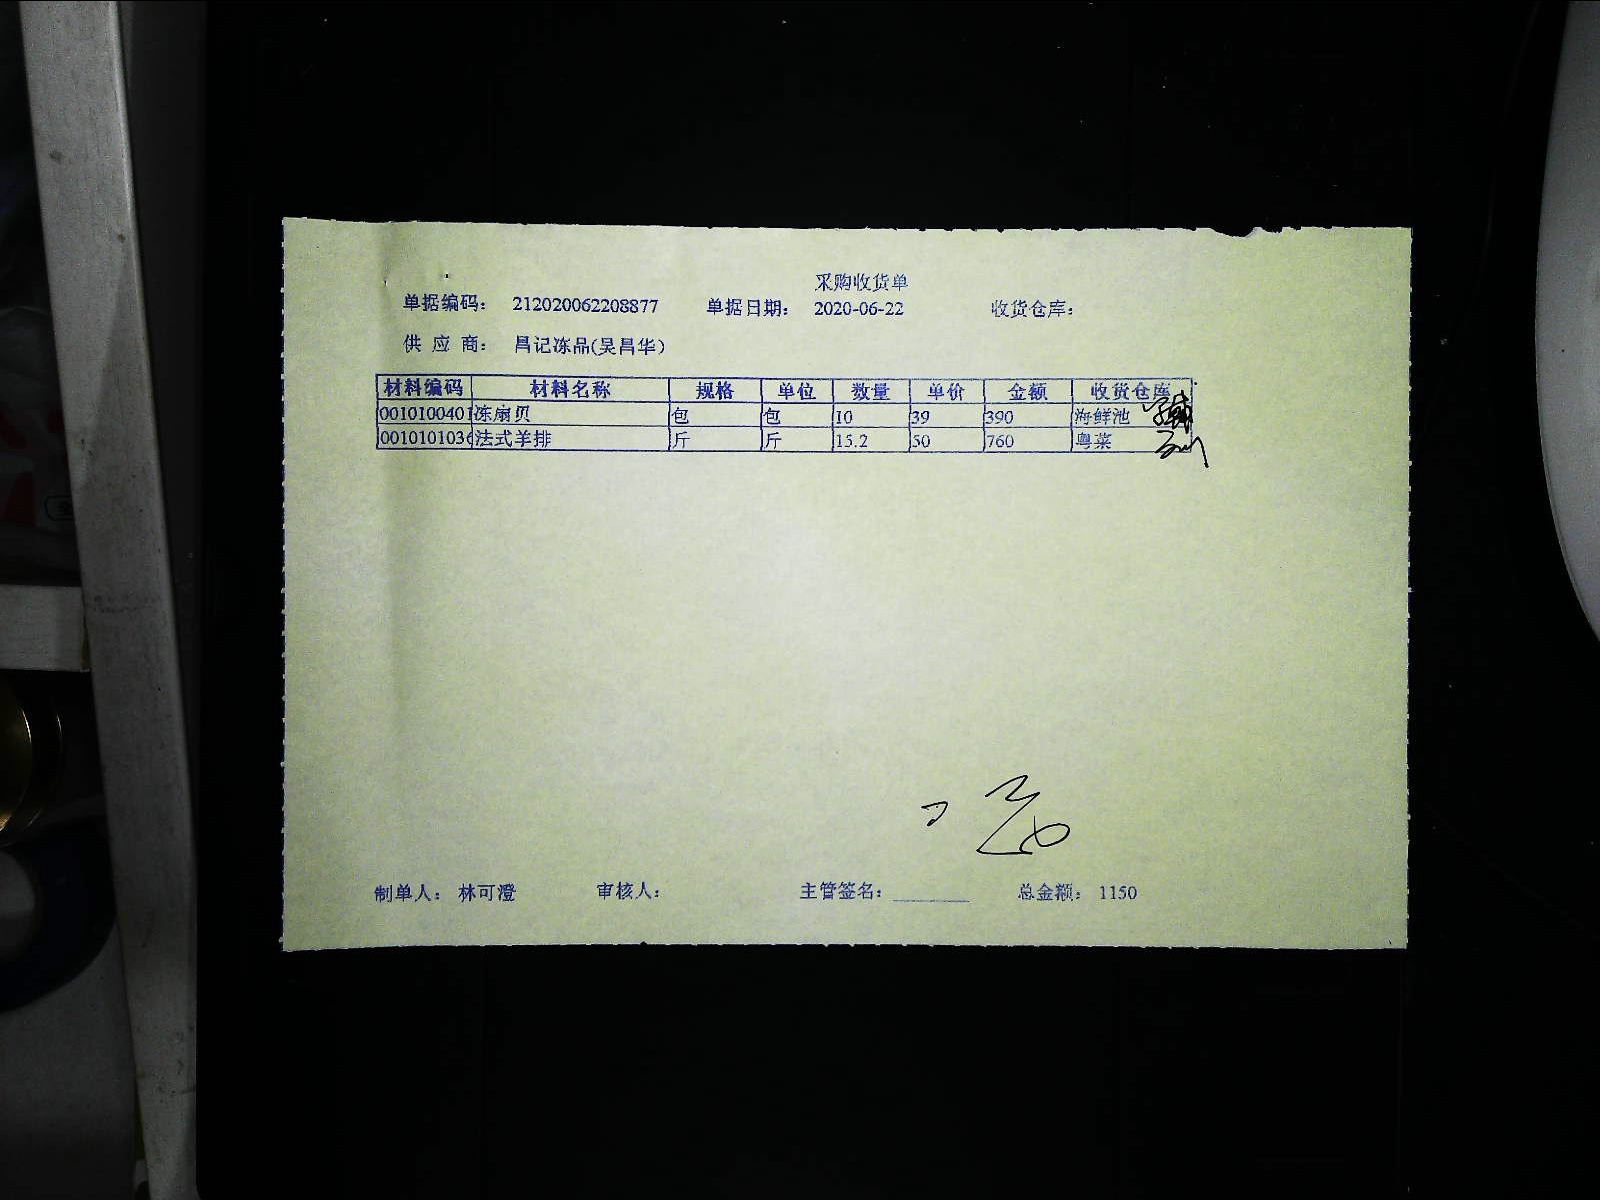 采购收货单
单据编码： 212020062208877 单据日期： 2020-06-22 收货仓库：
供 应 商： 昌记冻品(吴昌华)
材料编码 材料名称 规格 单位 数量 单价 金额 收货仓库
0010100401 冻扇贝 包 包 10 39 390 海鲜池
001010103 法式羊排 斤 斤 15.2 50 760 粤菜
制单人： 林可澄 审核人： 主管签名： 总金额： 1150